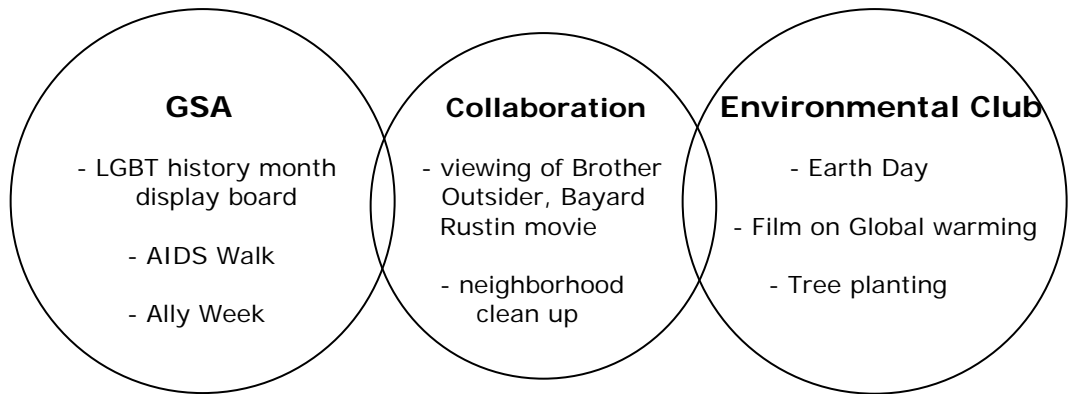 GSA
- LGBT history month
display board
- AIDS Walk
- Ally Week
Collaboration
- viewing of Brother
Outsider, Bayard
Rustin movie
- neighborhood
clean up
Environmental Club
- Earth Day
- Film on Global warming
- Tree planting